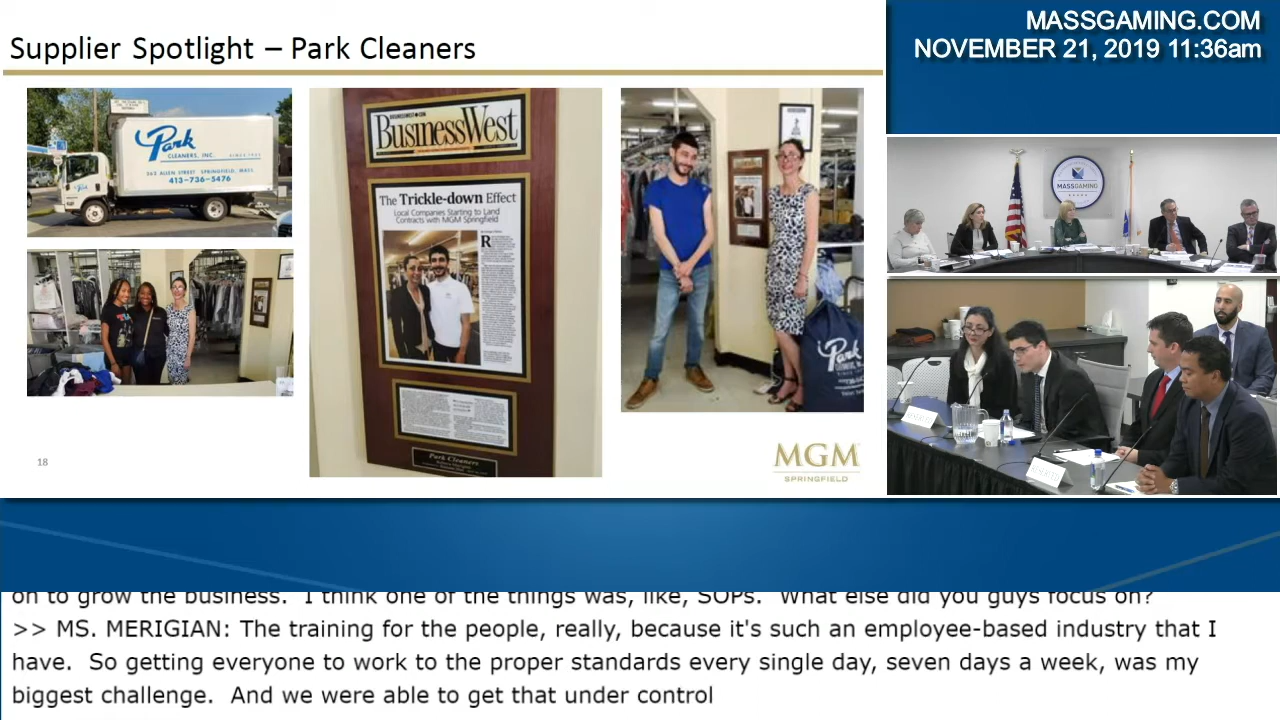 Supplier Spotlight – Park Cleaners
MASSGAMING.COM
NOVEMBER 21, 2019 11:36am
Park
CLEANERS, INC.
413-736-5476
BusinessWest
The Trickle-down Effect
Local Companies Starting to Land
Contracts with MGM Springfield
Park Cleaners
Park
MASSGAMING
18
MGM
SPRINGFIELD
on to grow the business. I think one of the things was, like, SOPs. What else did you guys focus on?
>> MS. MERIGIAN: The training for the people, really, because it's such an employee-based industry that I
have. So getting everyone to work to the proper standards every single day, seven days a week, was my
biggest challenge. And we were able to get that under control